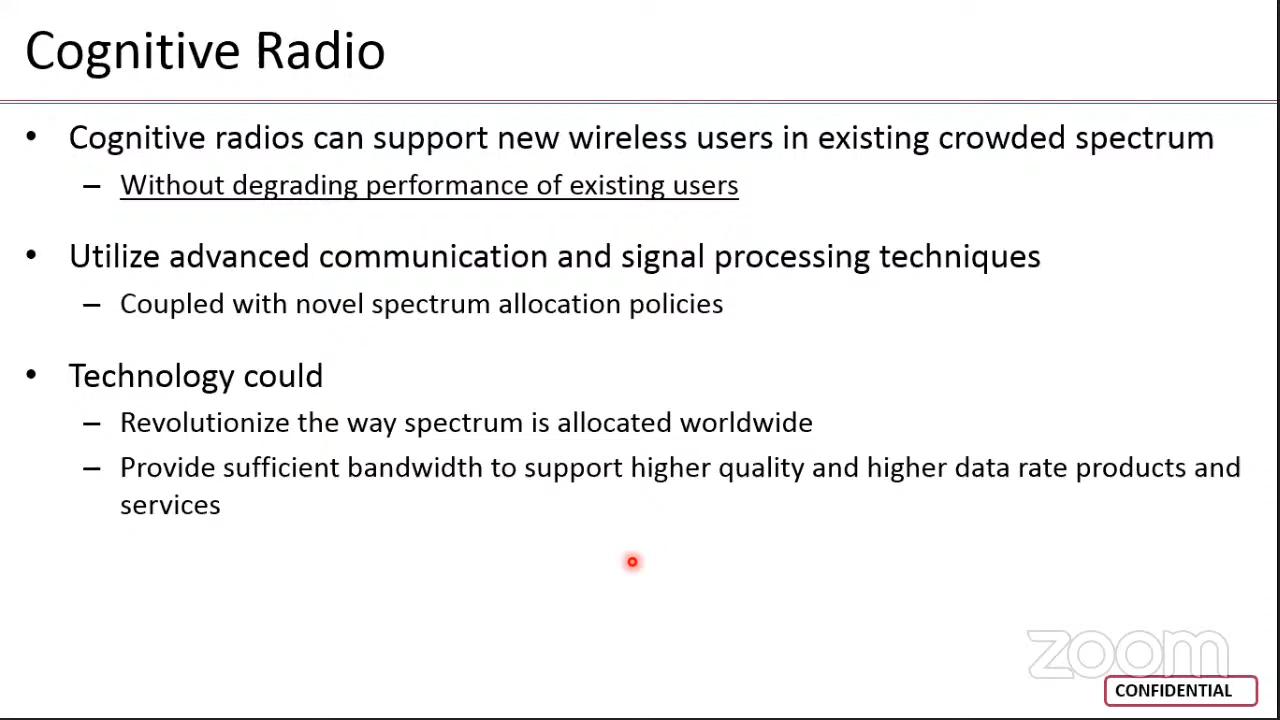 Cognitive Radio
• Cognitive radios can support new wireless users in existing crowded spectrum
– Without degrading performance of existing users
• Utilize advanced communication and signal processing techniques
– Coupled with novel spectrum allocation policies
• Technology could
– Revolutionize the way spectrum is allocated worldwide
– Provide sufficient bandwidth to support higher quality and higher data rate products and
services
zoom
CONFIDENTIAL